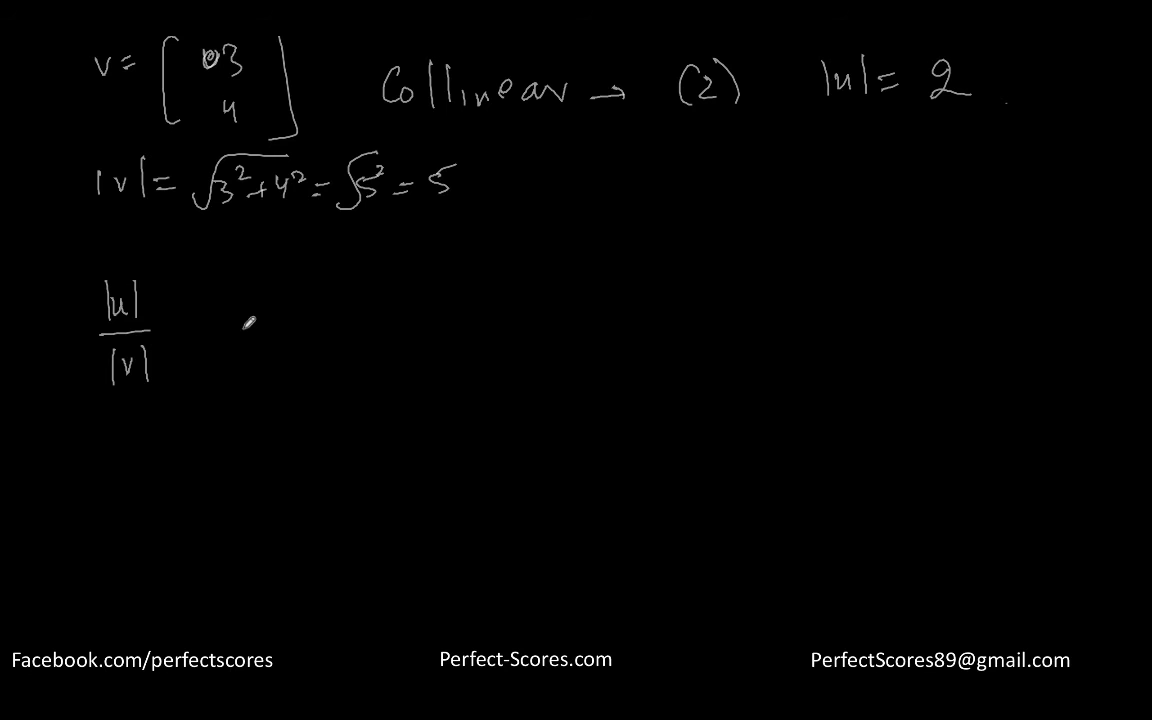 v = [ 3
4 ] Collinear → (2) |u| = 2
|v| = √3²+4² = √5² = 5
|u|
|v|
Facebook.com/perfectscores Perfect-Scores.com PerfectScores89@gmail.com